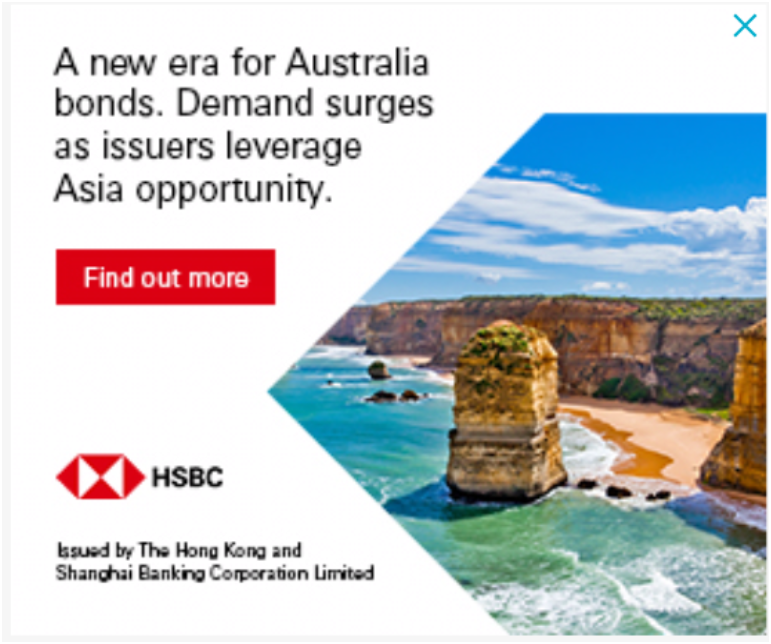 A new era for Australia
bonds. Demand surges
as issuers leverage
Asia opportunity.
Find out more
HSBC
Issued by The Hong Kong and
Shanghai Banking Corporation Limited